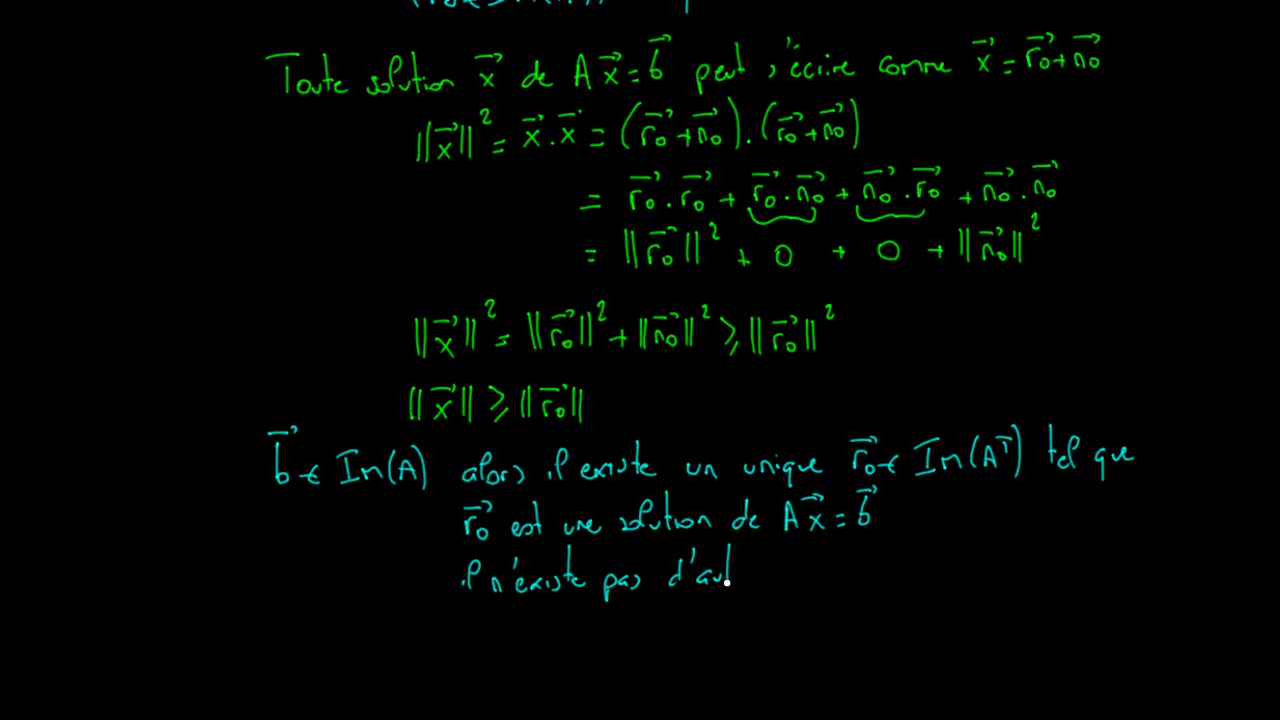 Toute solution x⃗ de A x⃗ = b⃗ peut s'écrire comme x⃗ = r₀⃗ + n₀⃗
||x⃗||² = x⃗ . x⃗ = (r₀⃗ + n₀⃗) . (r₀⃗ + n₀⃗)
= r₀⃗ . r₀⃗ + r₀⃗ . n₀⃗ + n₀⃗ . r₀⃗ + n₀⃗ . n₀⃗
= ||r₀⃗||² + 0 + 0 + ||n₀⃗||²
||x⃗||² = ||r₀⃗||² + ||n₀⃗||² ⩾ ||r₀⃗||²
||x⃗|| ⩾ ||r₀⃗||
b⃗ ∈ Im(A) alors il existe un unique r₀⃗ ∈ Im(Aᵀ) tel que
r₀⃗ est une solution de A x⃗ = b⃗
il n'existe pas d'aut